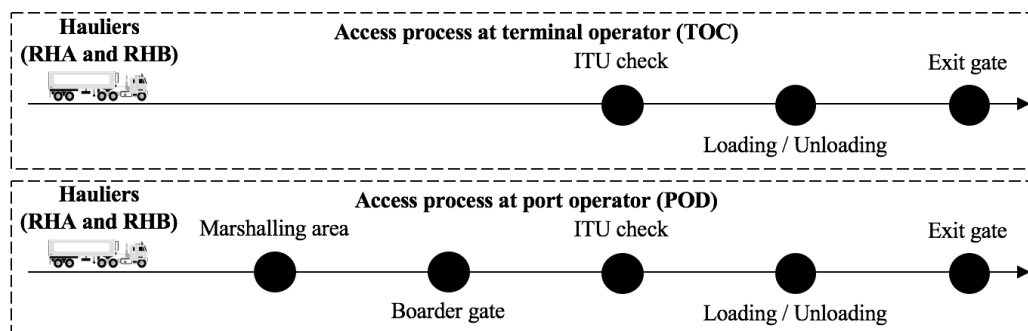 Hauliers
(RHA and RHB)
Access process at terminal operator (TOC)
ITU check
Exit gate
Loading / Unloading
Hauliers
(RHA and RHB)
Access process at port operator (POD)
Marshalling area
ITU check
Exit gate
Boarder gate
Loading / Unloading